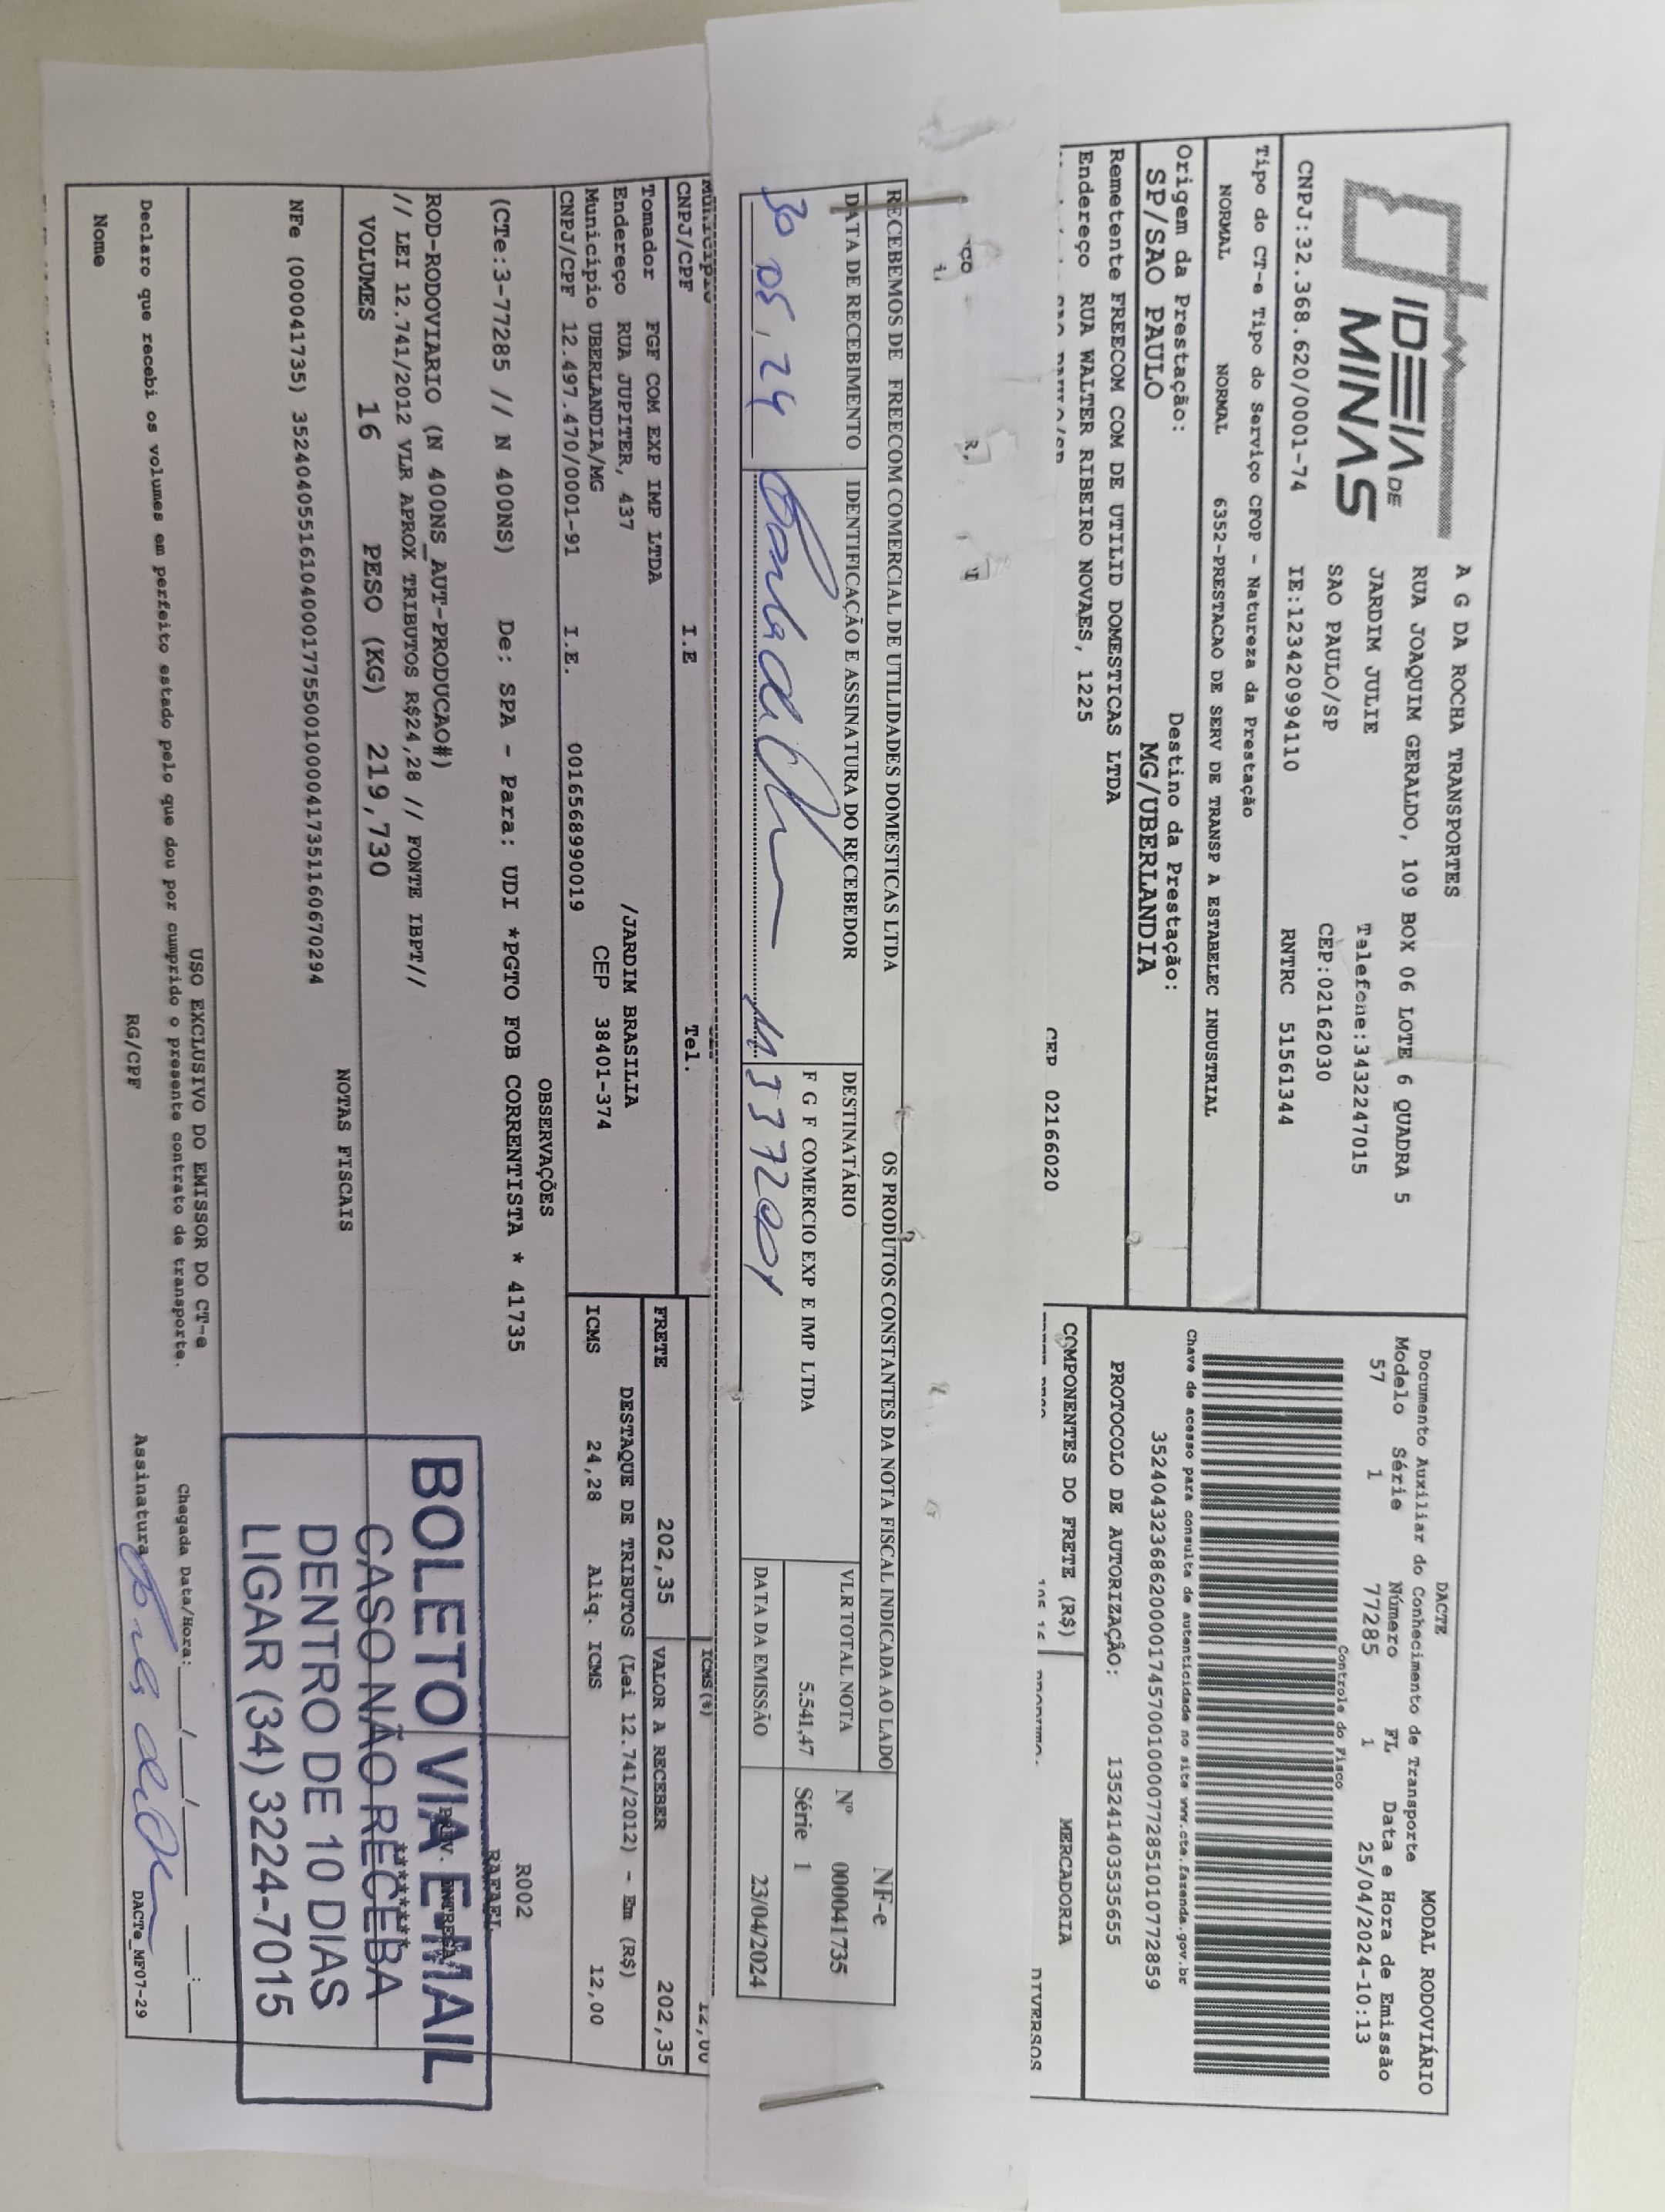 IDEIA DE
MINAS
A G DA ROCHA TRANSPORTES
RUA JOAQUIM GERALDO, 109 BOX 06 LOTE 6 QUADRA 5
JARDIM JULIE Telefone:3432247015
SAO PAULO/SP CEP:02162030
CNPJ:32.368.620/0001-74 IE:123420994110 RNTRC 51561344
DACTE MODAL RODOVIÁRIO
Documento Auxiliar do Conhecimento de Transporte
Modelo Série Número FL Data e Hora de Emissão
57 1 77285 1 25/04/2024-10:13
Controle do Fisco
Tipo do CT-e Tipo do Serviço CFOP - Natureza da Prestação
NORMAL NORMAL 6352-PRESTACAO DE SERV DE TRANSP A ESTABELEC INDUSTRIAL
Chave de acesso para consulta de autenticidade no site www.cte.fazenda.gov.br
35240432368620000174570010000772851010772859
Origem da Prestação: Destino da Prestação:
SP/SAO PAULO MG/UBERLANDIA
PROTOCOLO DE AUTORIZAÇÃO: 135241403535655
Remetente FREECOM COM DE UTILID DOMESTICAS LTDA
Endereço RUA WALTER RIBEIRO NOVAES, 1225
CEP 02166020
COMPONENTES DO FRETE (R$) MERCADORIA
DIVERSOS
RECEBEMOS DE FREECOM COMERCIAL DE UTILIDADES DOMESTICAS LTDA OS PRODUTOS CONSTANTES DA NOTA FISCAL INDICADA AO LADO
NF-e
Nº 000041735
Série 1
DATA DE RECEBIMENTO IDENTIFICAÇÃO E ASSINATURA DO RECEBEDOR DESTINATÁRIO VLR TOTAL NOTA
F G F COMERCIO EXP E IMP LTDA 5.541,47
DATA DA EMISSÃO 23/04/2024
30 05, 24
Município
CNPJ/CPF I.E Tel.
ICMS(%) 12,00
Tomador FGF COM EXP IMP LTDA
Endereço RUA JUPITER, 437 /JARDIM BRASILIA
Município UBERLANDIA/MG CEP 38401-374
CNPJ/CPF 12.497.470/0001-91 I.E. 0016568990019
FRETE 202,35 VALOR A RECEBER 202,35
DESTAQUE DE TRIBUTOS (Lei 12.741/2012) - Em (R$)
ICMS 24,28 Aliq. ICMS 12,00
OBSERVAÇÕES
(CTe:3-77285 // N 400NS) De: SPA - Para: UDI *PGTO FOB CORRENTISTA * 41735
R002
RAFAEL
ROD-RODOVIARIO (N 400NS_AUT-PRODUCAO#)
// LEI 12.741/2012 VLR APROX TRIBUTOS R$24,28 // FONTE IBPT//
PREV. ENTREGA
*******
VOLUMES 16 PESO (KG) 219,730
NOTAS FISCAIS
NFe (000041735) 35240405516104000177550010000417351160670294
BOLETO VIA E-MAIL
CASO NÃO RECEBA
DENTRO DE 10 DIAS
LIGAR (34) 3224-7015
USO EXCLUSIVO DO EMISSOR DO CT-e
Declaro que recebi os volumes em perfeito estado pelo que dou por cumprido o presente contrato de transporte.
Chegada Data/Hora: ___/___/___ ___:___
Nome RG/CPF Assinatura
DACTe_MF07-29